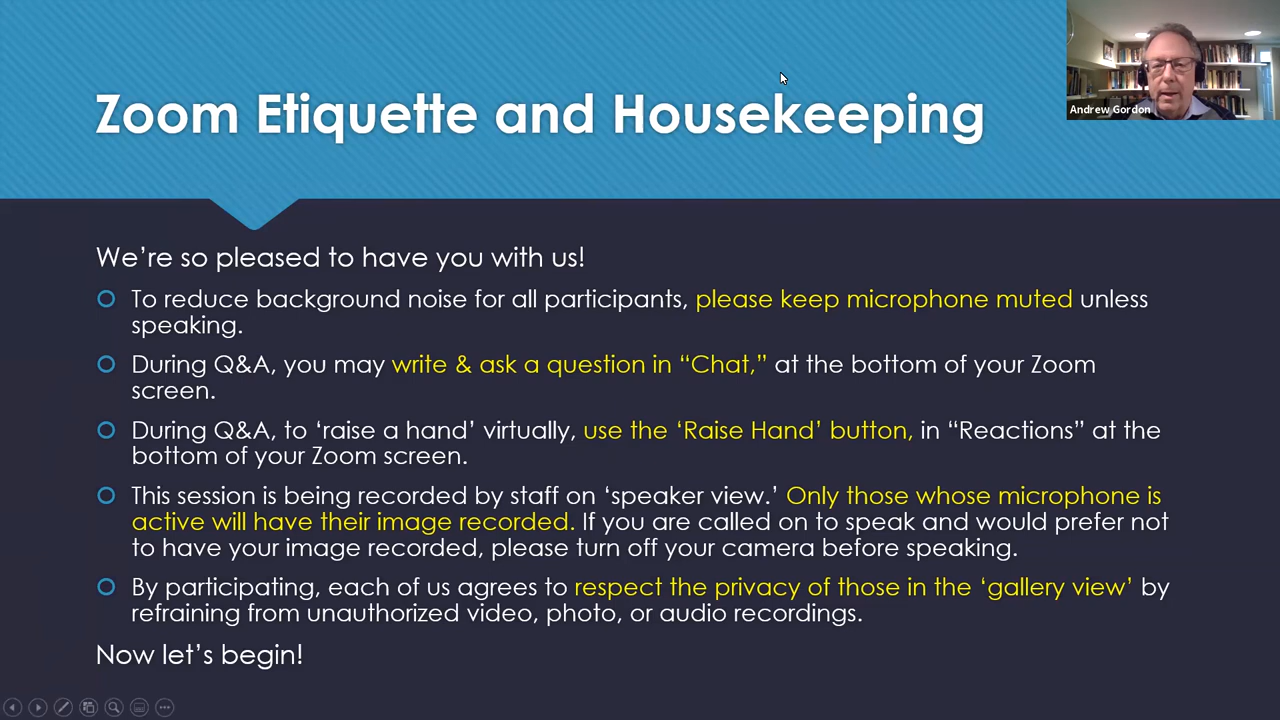 Zoom Etiquette and Housekeeping
Andrew Gordon
We’re so pleased to have you with us!
To reduce background noise for all participants, please keep microphone muted unless
speaking.
During Q&A, you may write & ask a question in “Chat,” at the bottom of your Zoom
screen.
During Q&A, to ‘raise a hand’ virtually, use the ‘Raise Hand’ button, in “Reactions” at the
bottom of your Zoom screen.
This session is being recorded by staff on ‘speaker view.’ Only those whose microphone is
active will have their image recorded. If you are called on to speak and would prefer not
to have your image recorded, please turn off your camera before speaking.
By participating, each of us agrees to respect the privacy of those in the ‘gallery view’ by
refraining from unauthorized video, photo, or audio recordings.
Now let’s begin!